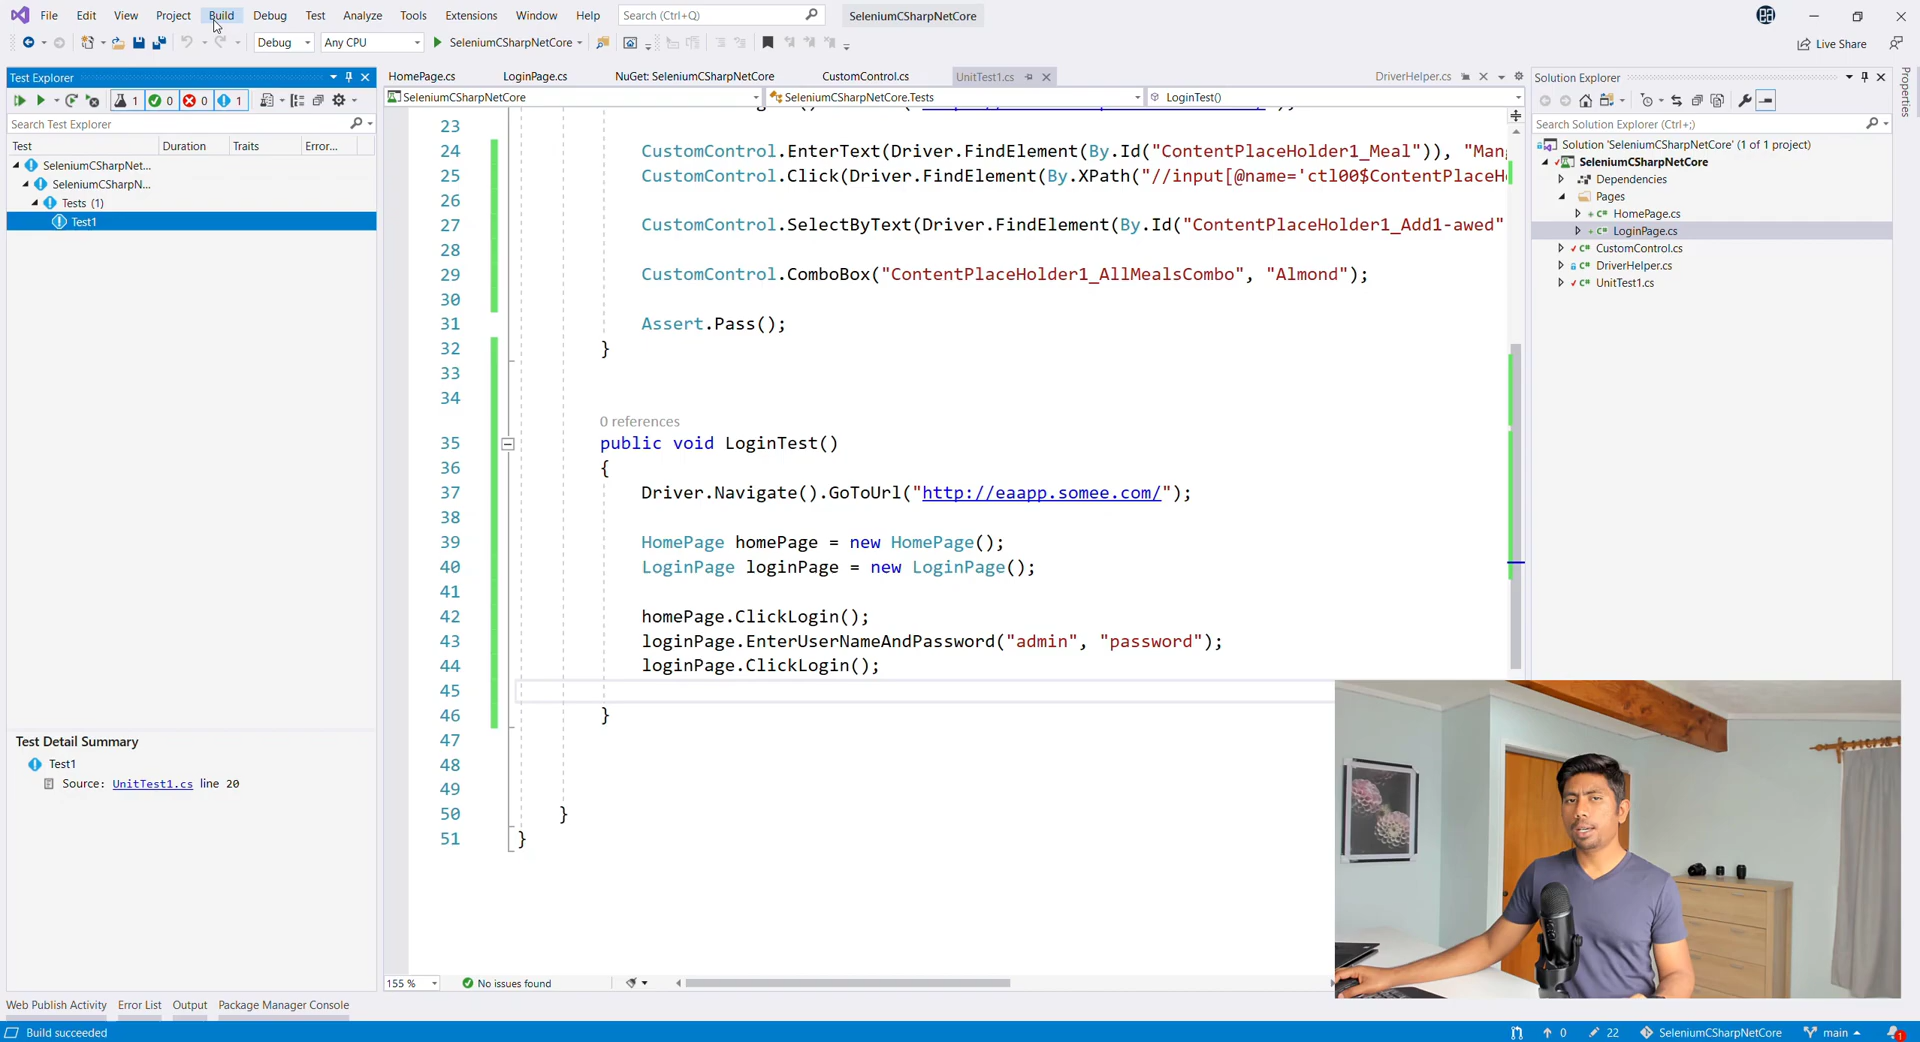 File Edit View Project Build Debug Test Analyze Tools Extensions Window Help Search (Ctrl+Q) SeleniumCSharpNetCore
Debug Any CPU SeleniumCSharpNetCore Live Share
Test Explorer
1 0 0 1
Search Test Explorer
Test Duration Traits Error...
SeleniumCSharpNet...
SeleniumCSharpN...
Tests (1)
Test1
Test Detail Summary
Test1
Source: UnitTest1.cs line 20
HomePage.cs LoginPage.cs NuGet: SeleniumCSharpNetCore CustomControl.cs UnitTest1.cs DriverHelper.cs
SeleniumCSharpNetCore SeleniumCSharpNetCore.Tests LoginTest()
23
24 CustomControl.EnterText(Driver.FindElement(By.Id("ContentPlaceHolder1_Meal")), "Man
25 CustomControl.Click(Driver.FindElement(By.XPath("//input[@name='ctl00$ContentPlaceH
26
27 CustomControl.SelectByText(Driver.FindElement(By.Id("ContentPlaceHolder1_Add1-awed"
28
29 CustomControl.ComboBox("ContentPlaceHolder1_AllMealsCombo", "Almond");
30
31 Assert.Pass();
32 }
33
34
0 references
35 public void LoginTest()
36 {
37 Driver.Navigate().GoToUrl("http://eaapp.somee.com/");
38
39 HomePage homePage = new HomePage();
40 LoginPage loginPage = new LoginPage();
41
42 homePage.ClickLogin();
43 loginPage.EnterUserNameAndPassword("admin", "password");
44 loginPage.ClickLogin();
45
46 }
47
48
49
50 }
51 }
155 % No issues found
Solution Explorer
Search Solution Explorer (Ctrl+;)
Solution 'SeleniumCSharpNetCore' (1 of 1 project)
SeleniumCSharpNetCore
Dependencies
Pages
HomePage.cs
LoginPage.cs
CustomControl.cs
DriverHelper.cs
UnitTest1.cs
Properties
Web Publish Activity Error List Output Package Manager Console
Build succeeded 0 22 SeleniumCSharpNetCore main 1